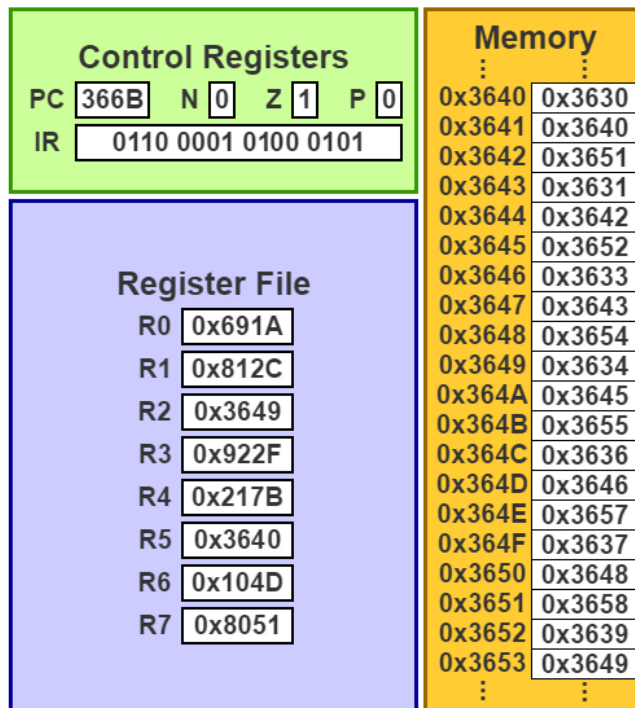 Control Registers
PC 366B N 0 Z 1 P 0
IR 0110 0001 0100 0101
Register File
R0 0x691A
R1 0x812C
R2 0x3649
R3 0x922F
R4 0x217B
R5 0x3640
R6 0x104D
R7 0x8051
Memory
⋮ ⋮
0x3640 0x3630
0x3641 0x3640
0x3642 0x3651
0x3643 0x3631
0x3644 0x3642
0x3645 0x3652
0x3646 0x3633
0x3647 0x3643
0x3648 0x3654
0x3649 0x3634
0x364A 0x3645
0x364B 0x3655
0x364C 0x3636
0x364D 0x3646
0x364E 0x3657
0x364F 0x3637
0x3650 0x3648
0x3651 0x3658
0x3652 0x3639
0x3653 0x3649
⋮ ⋮